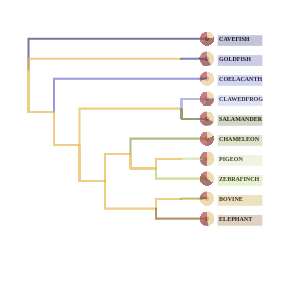 CAVEFISH
GOLDFISH
COELACANTH
CLAWEDFROG
SALAMANDER
CHAMELEON
PIGEON
ZEBRAFINCH
BOVINE
ELEPHANT